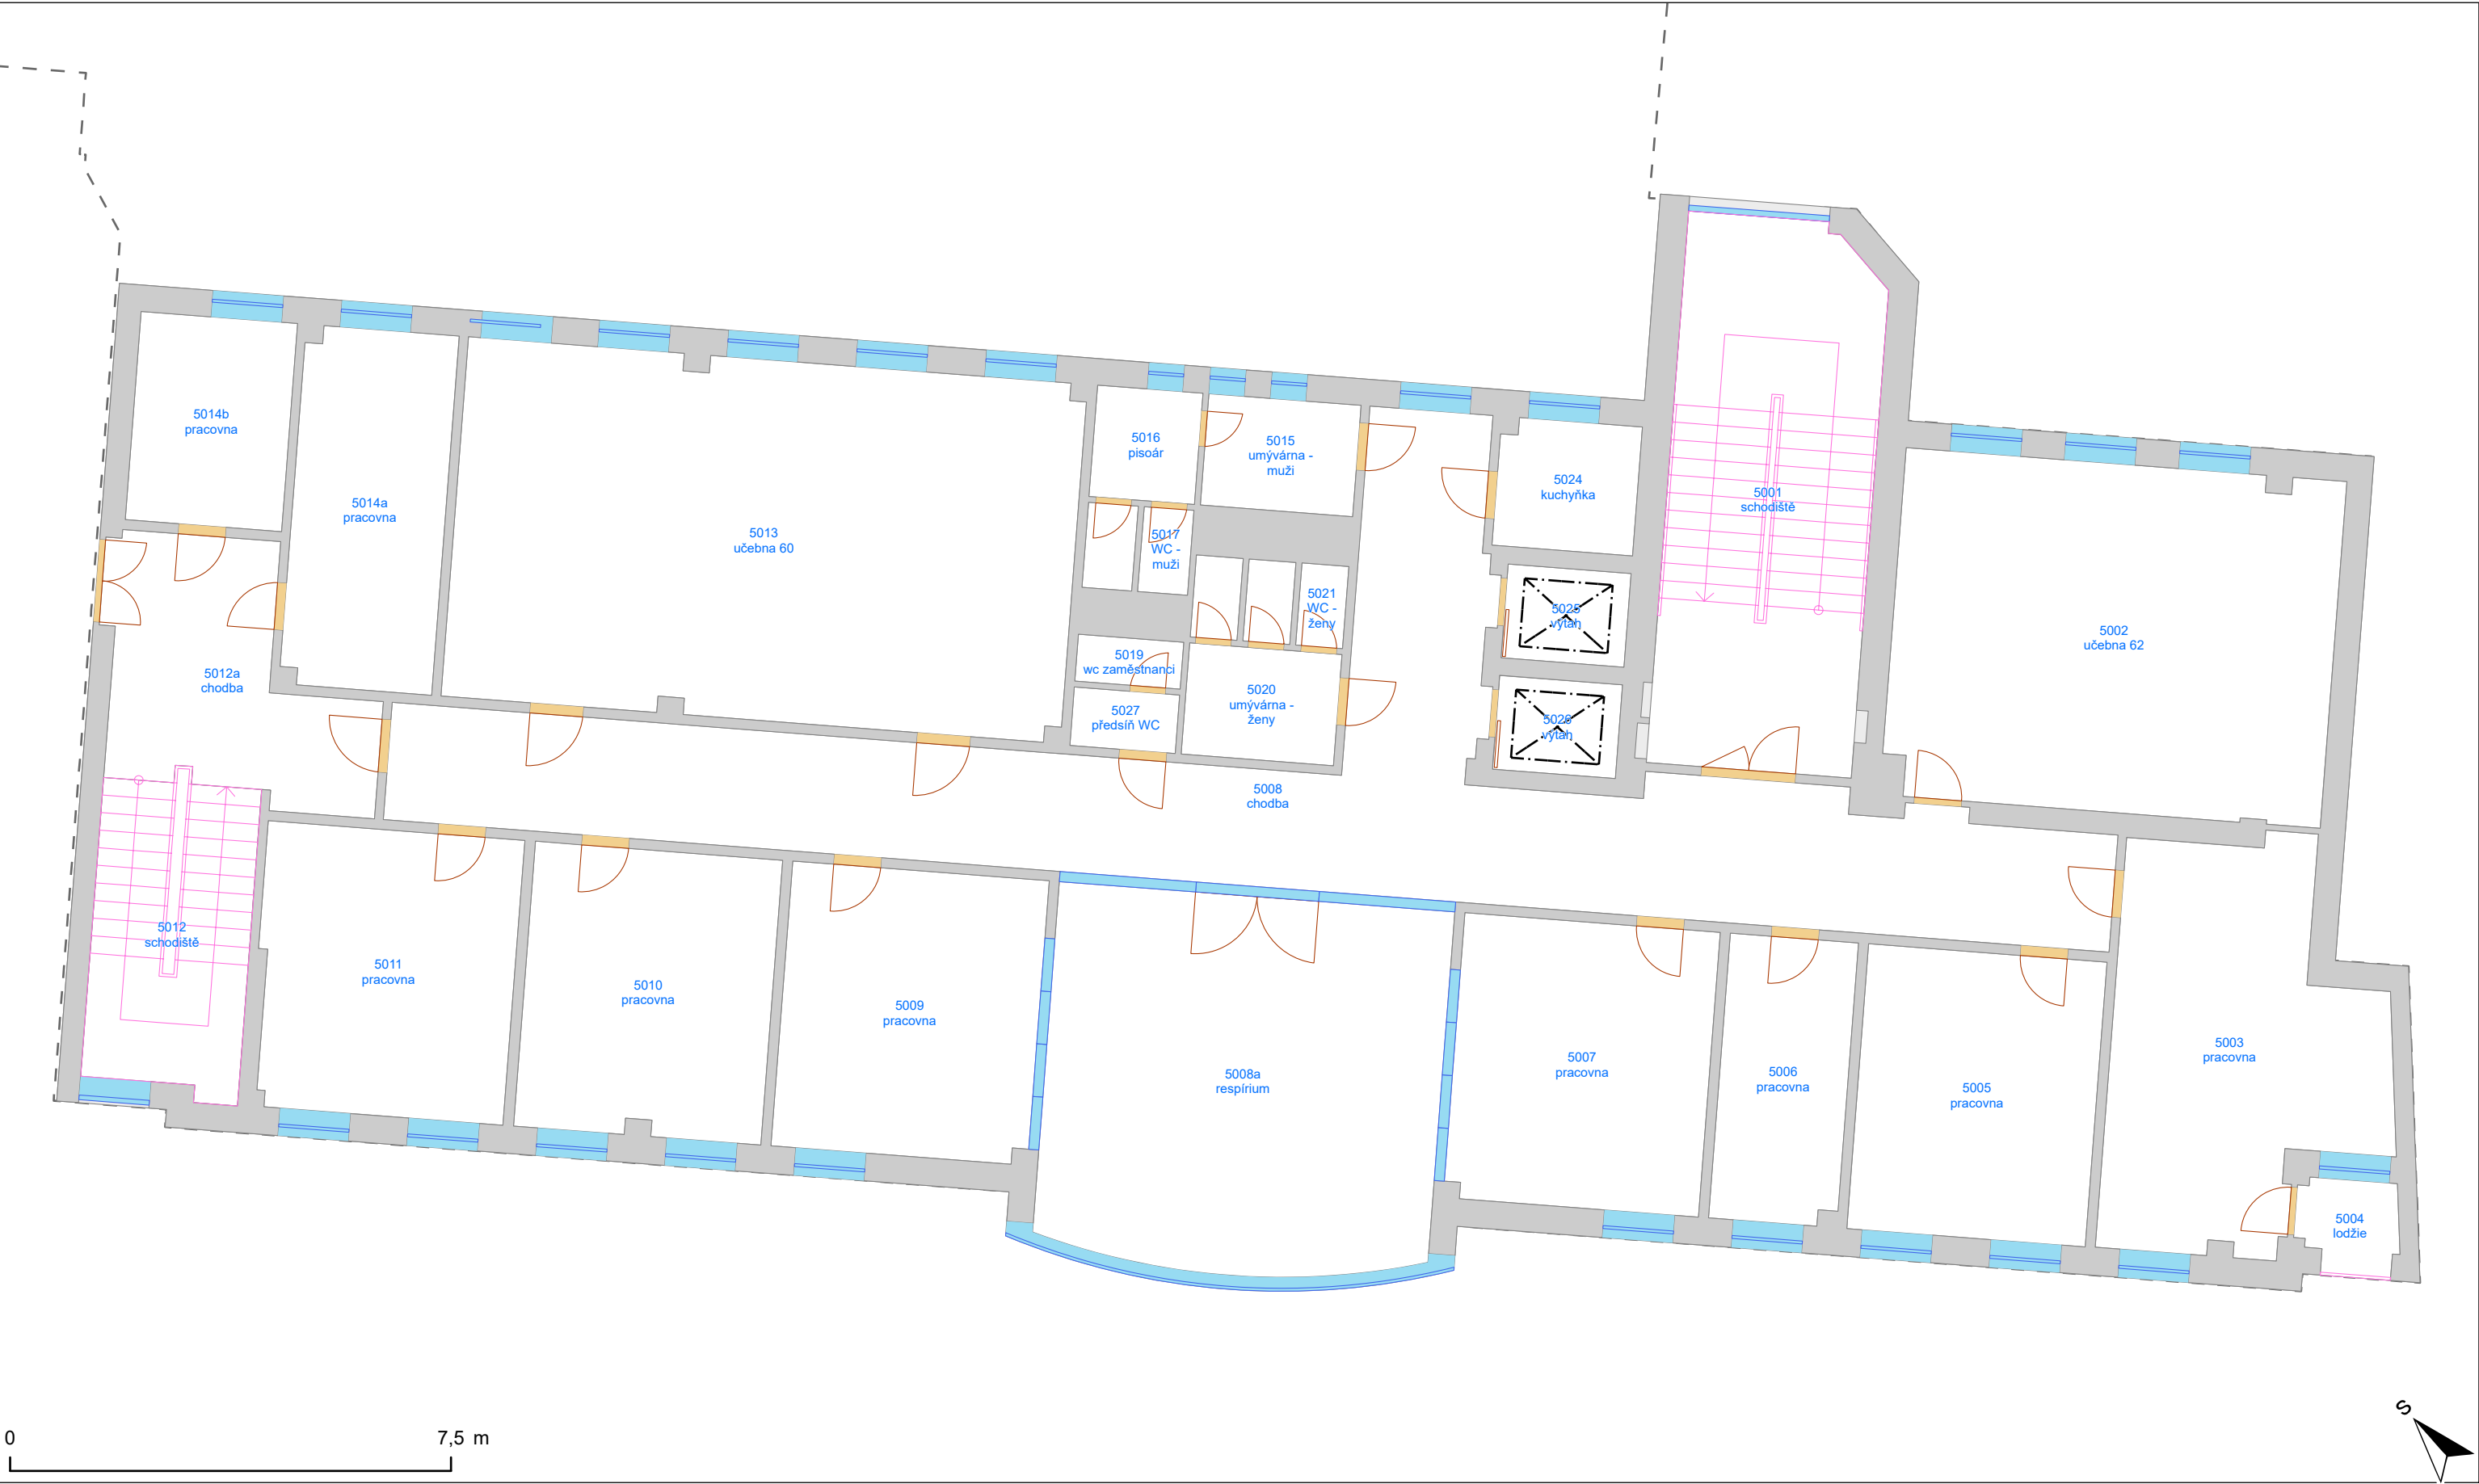 5014b
pracovna
5014a
pracovna
5013
učebna 60
5016
pisoár
5015
umývárna -
muži
5017
WC -
muži
5024
kuchyňka
5001
schodiště
5002
učebna 62
5021
WC -
ženy
5025
výtah
5019
wc zaměstnanci
5020
umývárna -
ženy
5027
předsíň WC
5026
výtah
5012a
chodba
5008
chodba
5012
schodiště
5011
pracovna
5010
pracovna
5009
pracovna
5008a
respírium
5007
pracovna
5006
pracovna
5005
pracovna
5003
pracovna
5004
lodžie
0
7,5 m
S